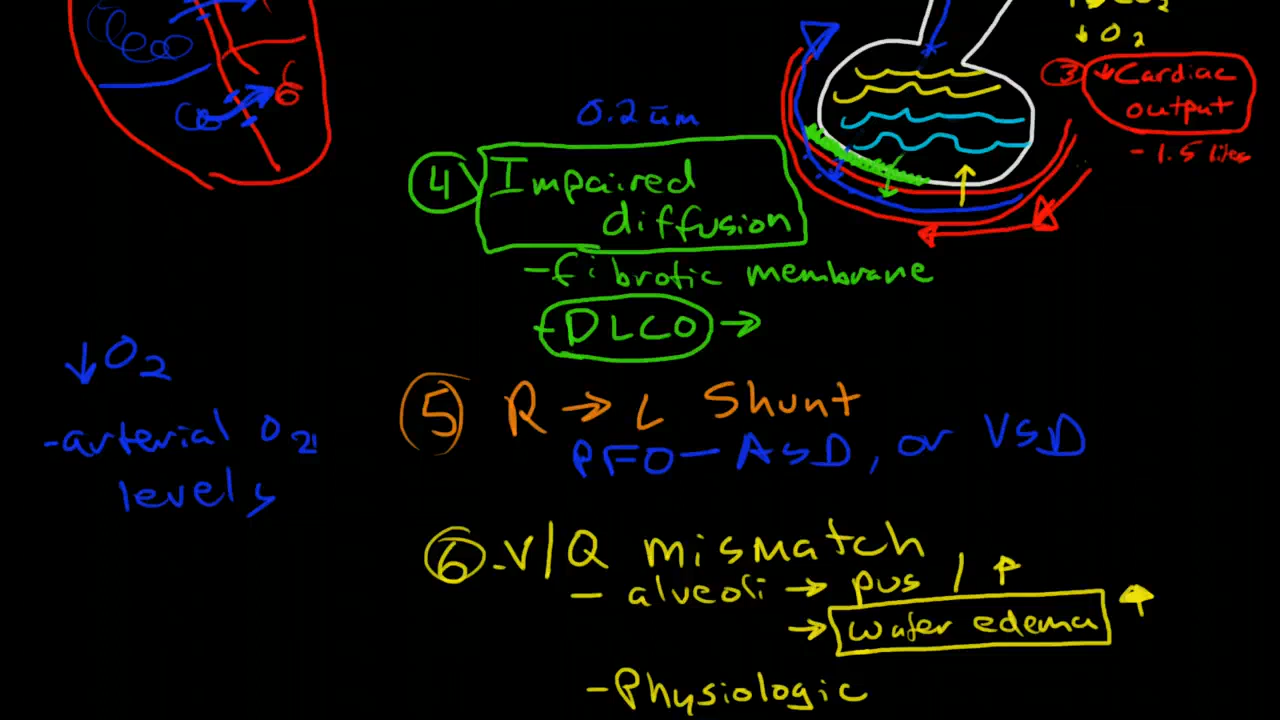 ↓ O2
③ ↓ Cardiac
output
- 1.5 lites
0.2 um
④ Impaired
diffusion
- fibrotic membrane
- DLCO →
↓ O2
- arterial O2
levels
⑤ R → L Shunt
PFO - ASD, or VSD
⑥ - V/Q mismatch
- alveoli → pus / ↑
→ water edema ↑
- Physiologic